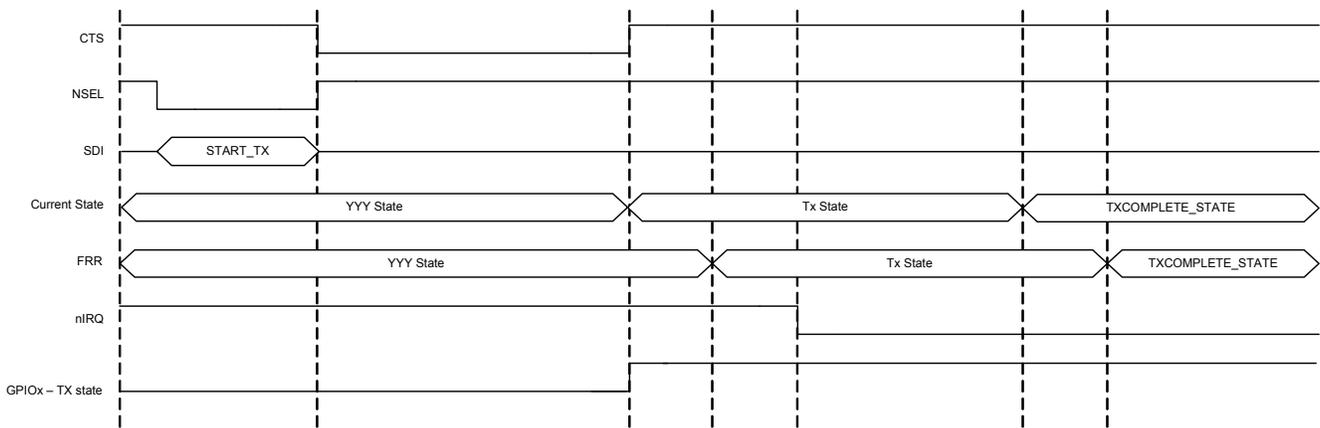 CTS
NSEL
SDI
START_TX
Current State
YYY State
Tx State
TXCOMPLETE_STATE
FRR
YYY State
Tx State
TXCOMPLETE_STATE
nIRQ
GPIOx – TX state